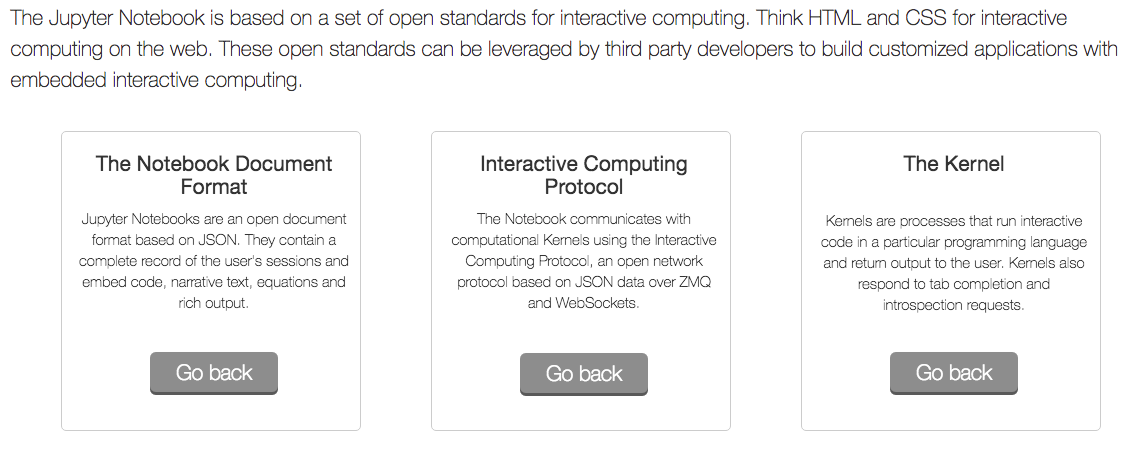 The Jupyter Notebook is based on a set of open standards for interactive computing. Think HTML and CSS for interactive
computing on the web. These open standards can be leveraged by third party developers to build customized applications with
embedded interactive computing.
The Notebook Document
Format
Jupyter Notebooks are an open document
format based on JSON. They contain a
complete record of the user's sessions and
embed code, narrative text, equations and
rich output.
Go back
Interactive Computing
Protocol
The Notebook communicates with
computational Kernels using the Interactive
Computing Protocol, an open network
protocol based on JSON data over ZMQ
and WebSockets.
Go back
The Kernel
Kernels are processes that run interactive
code in a particular programming language
and return output to the user. Kernels also
respond to tab completion and
introspection requests.
Go back